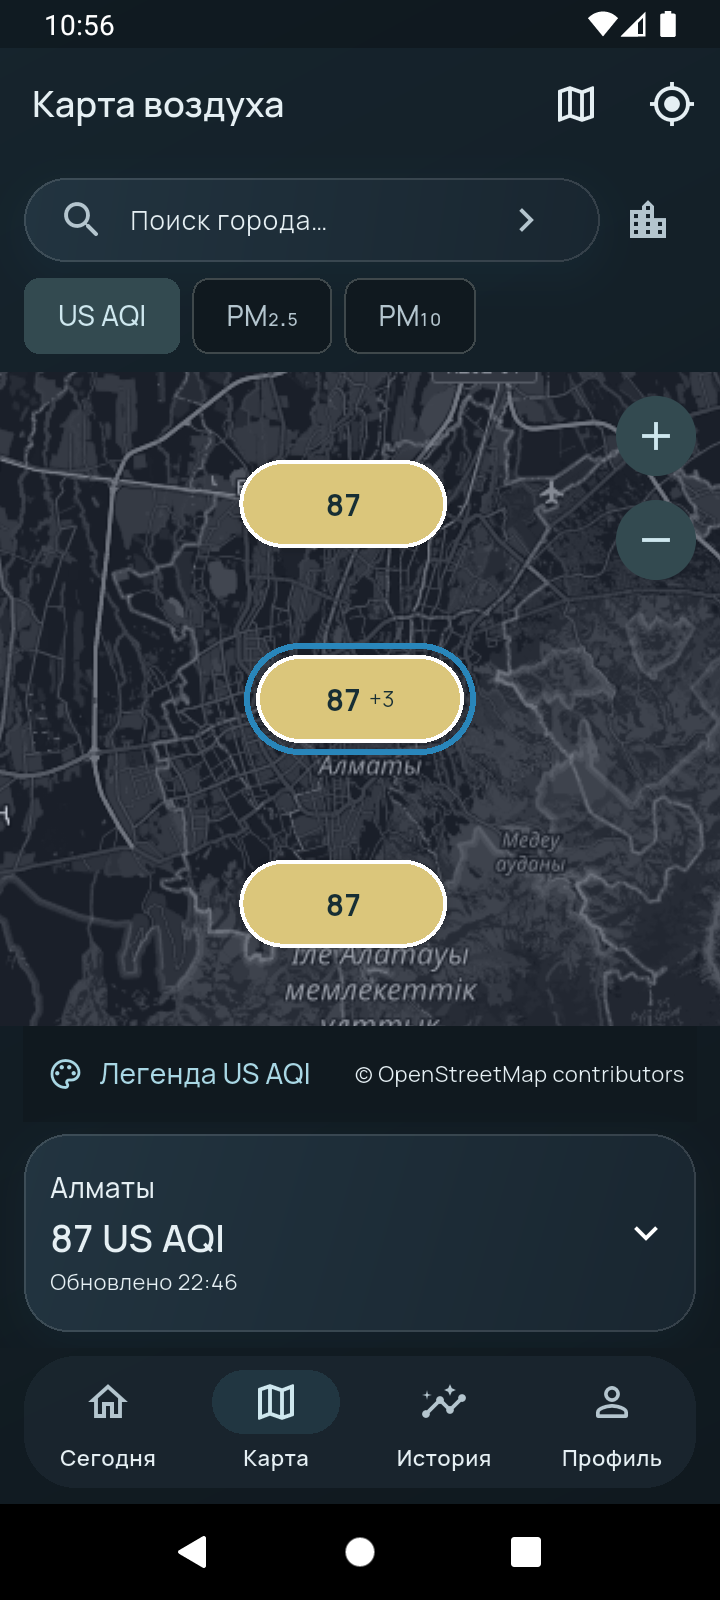 10:56
Карта воздуха
Поиск города...
US AQI
PM2.5
PM10
87
87 +3
Алматы
Медеу
ауданы
87
Іле Алатауы
мемлекеттік
ұлттық
Легенда US AQI
© OpenStreetMap contributors
Алматы
87 US AQI
Обновлено 22:46
Сегодня
Карта
История
Профиль